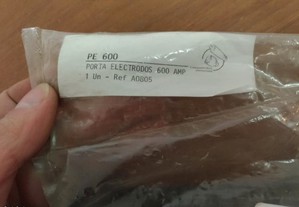 PE 600
PORTA ELECTRODOS 600 AMP
1 Un - Ref A0805